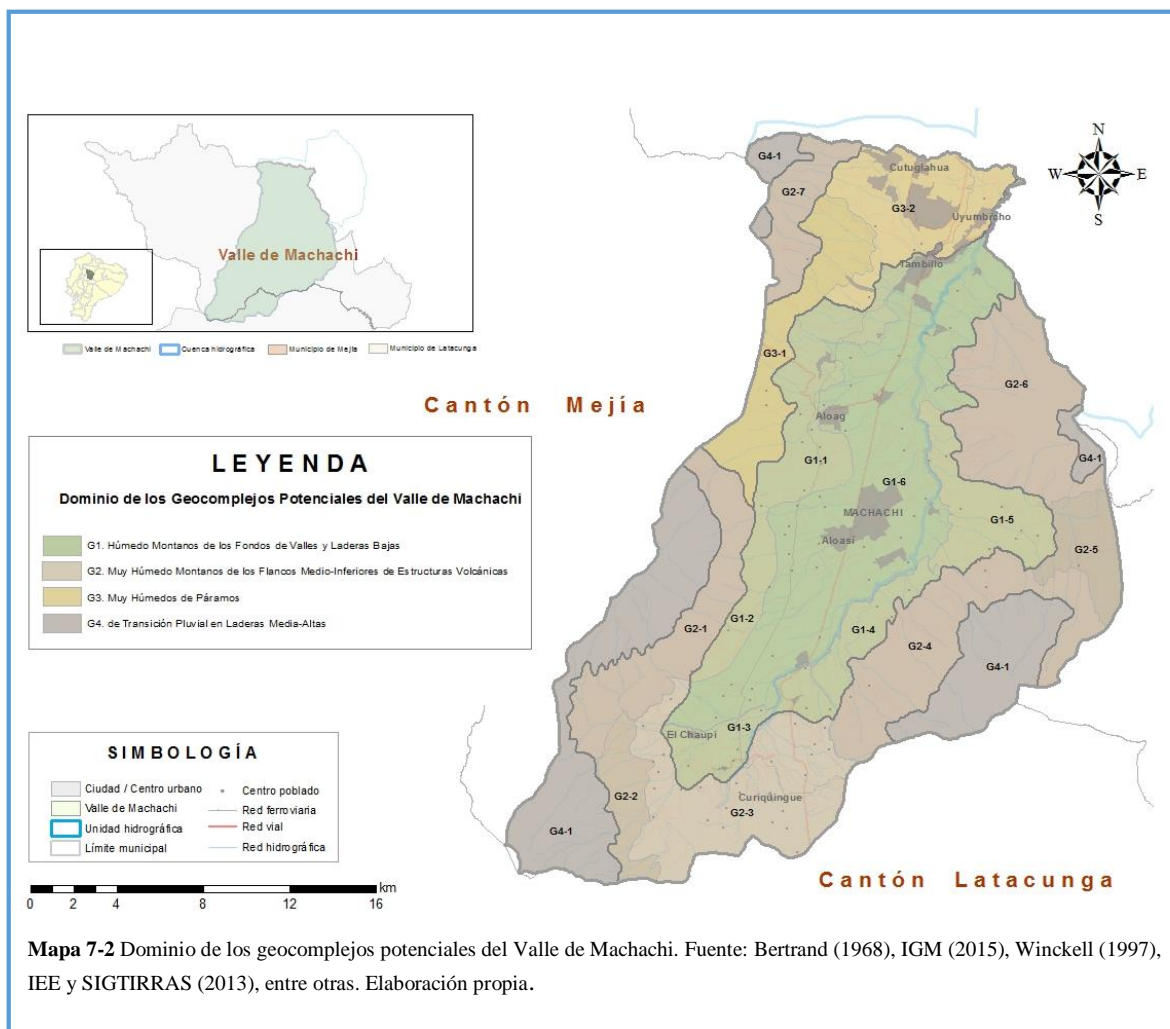 Valle de Machachi
Valle de Machachi
Cuenca hidrográfica
Municipio de Mejía
Municipio de Latacunga
Cantón Mejía
LEYENDA
Dominio de los Geocomplejos Potenciales del Valle de Machachi
G1. Húmedo Montanos de los Fondos de Valles y Laderas Bajas
G2. Muy Húmedo Montanos de los Flancos Medio-Inferiores de Estructuras Volcánicas
G3. Muy Húmedos de Páramos
G4. de Transición Pluvial en Laderas Media-Altas
SIMBOLOGÍA
Ciudad / Centro urbano
Valle de Machachi
Unidad hidrográfica
Límite municipal
Centro poblado
Red ferroviaria
Red vial
Red hidrográfica
km
0 2 4 8 12 16
N
W E
S
G4-1
Cutuglahua
G2-7
G3-2
Uyumbicho
Tambillo
G3-1
G2-6
Aloag
G4-1
G1-1
G1-6
MACHACHI
G1-5
Aloasí
G2-5
G1-2
G2-1
G1-4
G2-4
G4-1
El Chaupi
G1-3
G2-2
Curiquingue
G2-3
G4-1
Cantón Latacunga
Mapa 7-2 Dominio de los geocomplejos potenciales del Valle de Machachi. Fuente: Bertrand (1968), IGM (2015), Winckell (1997),
IEE y SIGTIRRAS (2013), entre otras. Elaboración propia.